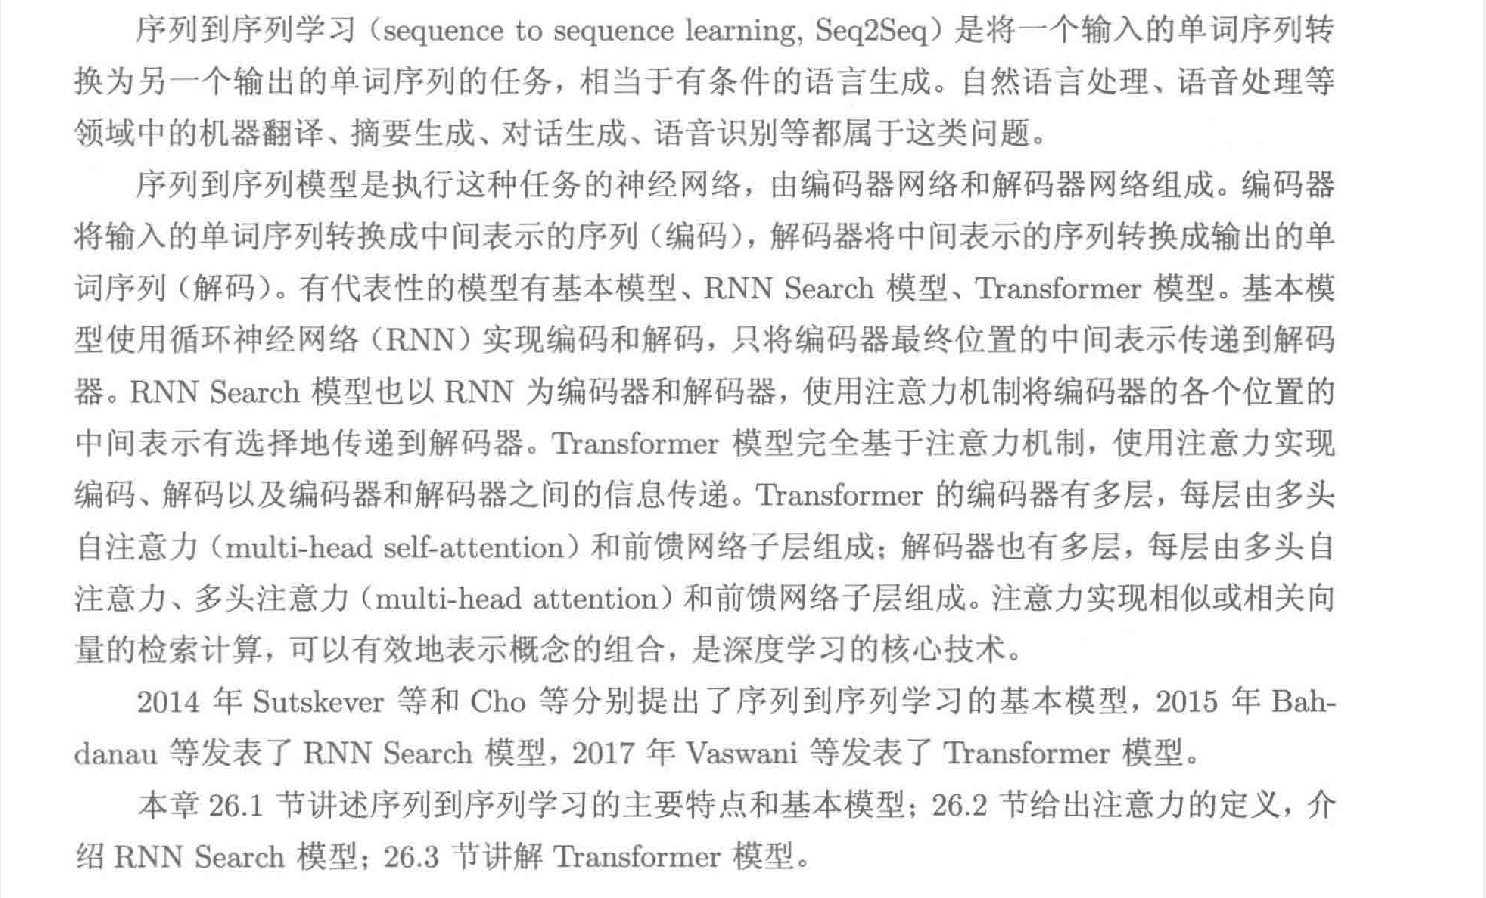 序列到序列学习（sequence to sequence learning, Seq2Seq）是将一个输入的单词序列转
换为另一个输出的单词序列的任务，相当于有条件的语言生成。自然语言处理、语音处理等
领域中的机器翻译、摘要生成、对话生成、语音识别等都属于这类问题。
序列到序列模型是执行这种任务的神经网络，由编码器网络和解码器网络组成。编码器
将输入的单词序列转换成中间表示的序列（编码），解码器将中间表示的序列转换成输出的单
词序列（解码）。有代表性的模型有基本模型、RNN Search 模型、Transformer 模型。基本模
型使用循环神经网络（RNN）实现编码和解码，只将编码器最终位置的中间表示传递到解码
器。RNN Search 模型也以 RNN 为编码器和解码器，使用注意力机制将编码器的各个位置的
中间表示有选择地传递到解码器。Transformer 模型完全基于注意力机制，使用注意力实现
编码、解码以及编码器和解码器之间的信息传递。Transformer 的编码器有多层，每层由多头
自注意力（multi-head self-attention）和前馈网络子层组成；解码器也有多层，每层由多头自
注意力、多头注意力（multi-head attention）和前馈网络子层组成。注意力实现相似或相关向
量的检索计算，可以有效地表示概念的组合，是深度学习的核心技术。
2014 年 Sutskever 等和 Cho 等分别提出了序列到序列学习的基本模型，2015 年 Bah-
danau 等发表了 RNN Search 模型，2017 年 Vaswani 等发表了 Transformer 模型。
本章 26.1 节讲述序列到序列学习的主要特点和基本模型；26.2 节给出注意力的定义，介
绍 RNN Search 模型；26.3 节讲解 Transformer 模型。